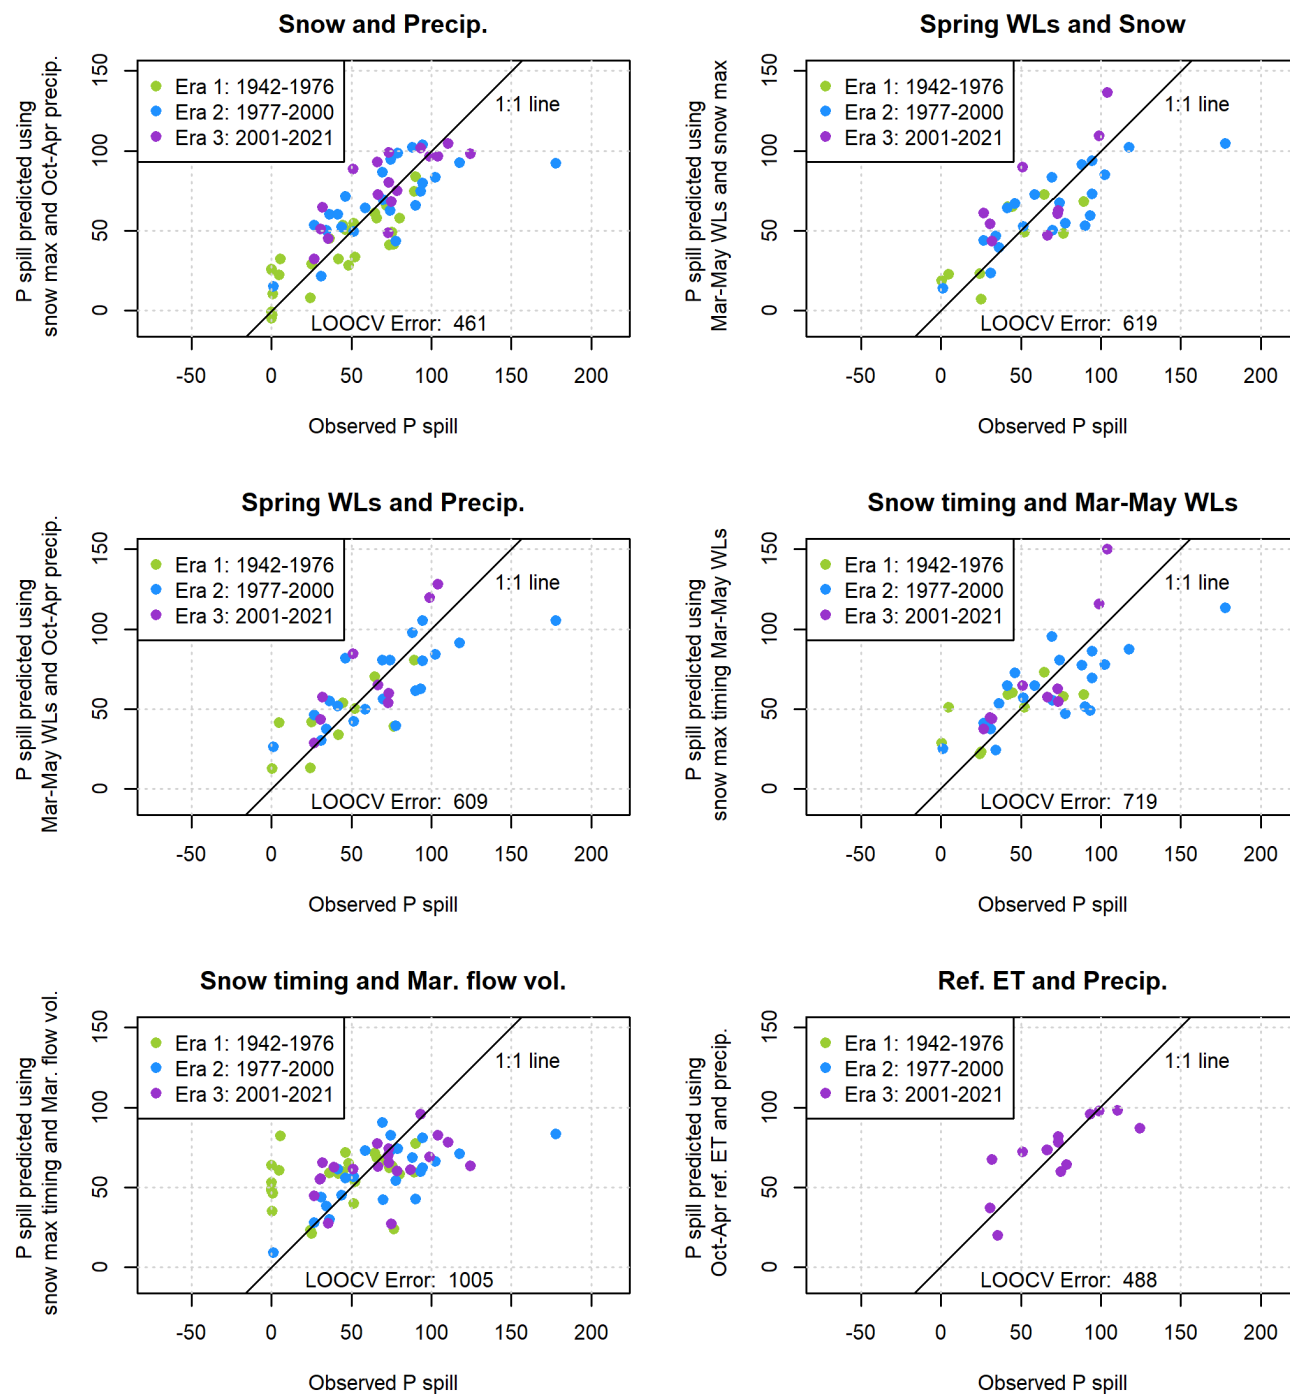 Snow and Precip.
P spill predicted using
snow max and Oct-Apr precip.
150
100
50
0
Era 1: 1942-1976
Era 2: 1977-2000
Era 3: 2001-2021
1:1 line
LOOCV Error: 461
-50 0 50 100 150 200
Observed P spill
Spring WLs and Snow
P spill predicted using
Mar-May WLs and snow max
150
100
50
0
Era 1: 1942-1976
Era 2: 1977-2000
Era 3: 2001-2021
1:1 line
LOOCV Error: 619
-50 0 50 100 150 200
Observed P spill
Spring WLs and Precip.
P spill predicted using
Mar-May WLs and Oct-Apr precip.
150
100
50
0
Era 1: 1942-1976
Era 2: 1977-2000
Era 3: 2001-2021
1:1 line
LOOCV Error: 609
-50 0 50 100 150 200
Observed P spill
Snow timing and Mar-May WLs
P spill predicted using
snow max timing Mar-May WLs
150
100
50
0
Era 1: 1942-1976
Era 2: 1977-2000
Era 3: 2001-2021
1:1 line
LOOCV Error: 719
-50 0 50 100 150 200
Observed P spill
Snow timing and Mar. flow vol.
P spill predicted using
snow max timing and Mar. flow vol.
150
100
50
0
Era 1: 1942-1976
Era 2: 1977-2000
Era 3: 2001-2021
1:1 line
LOOCV Error: 1005
-50 0 50 100 150 200
Observed P spill
Ref. ET and Precip.
P spill predicted using
Oct-Apr ref. ET and precip.
150
100
50
0
Era 1: 1942-1976
Era 2: 1977-2000
Era 3: 2001-2021
1:1 line
LOOCV Error: 488
-50 0 50 100 150 200
Observed P spill